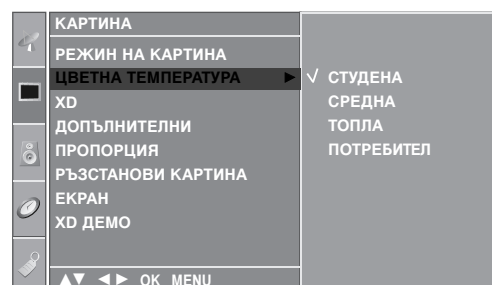 КАРТИНА
РЕЖИН НА КАРТИНА
ЦВЕТНА ТЕМПЕРАТУРА ►
XD
ДОПЪЛНИТЕЛНИ
ПРОПОРЦИЯ
РЪЗСТАНОВИ КАРТИНА
ЕКРАН
XD ДЕМО
▲▼ ◄► OK MENU
√ СТУДЕНА
СРЕДНА
ТОПЛА
ПОТРЕБИТЕЛ